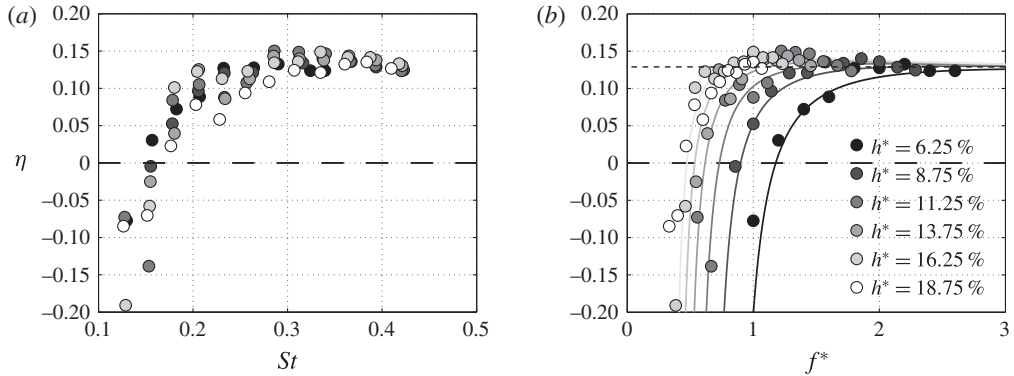 (a)
0.20
0.15
0.10
0.05
0
–0.05
–0.10
–0.15
0.20
η
0.1 0.2 0.3 0.4 0.5
St
(b)
0.20
0.15
0.10
0.05
0
–0.05
–0.10
–0.15
0.20
0 1 2 3
f*
h* = 6.25 %
h* = 8.75 %
h* = 11.25 %
h* = 13.75 %
h* = 16.25 %
h* = 18.75 %